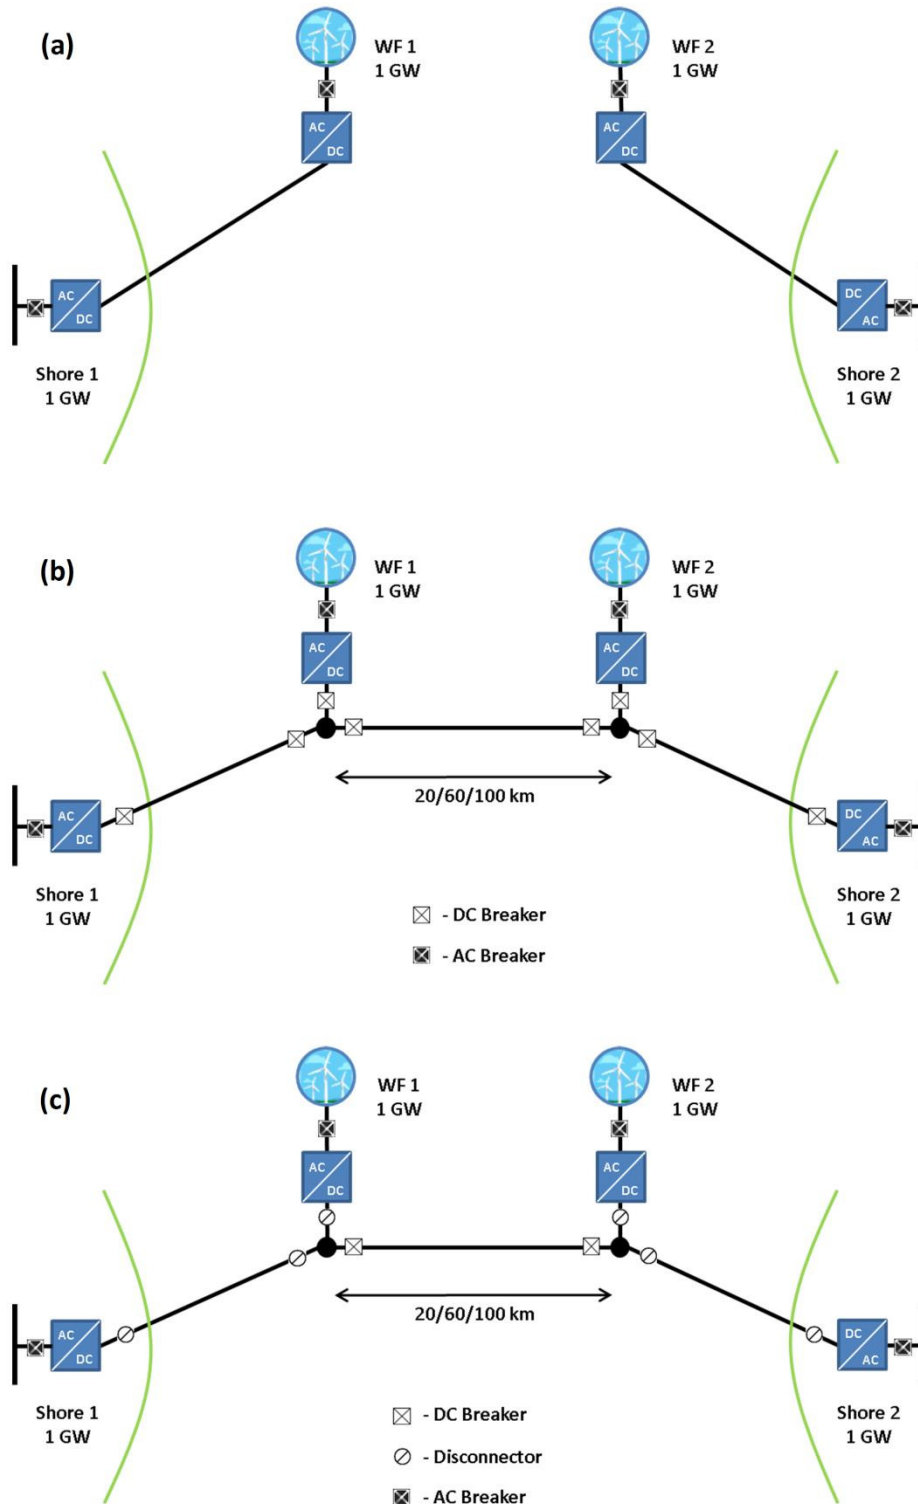 (a)
WF 1
1 GW
WF 2
1 GW
AC
DC
AC
DC
AC
DC
DC
AC
Shore 1
1 GW
Shore 2
1 GW
(b)
WF 1
1 GW
WF 2
1 GW
AC
DC
AC
DC
20/60/100 km
AC
DC
DC
AC
Shore 1
1 GW
Shore 2
1 GW
- DC Breaker
- AC Breaker
(c)
WF 1
1 GW
WF 2
1 GW
AC
DC
AC
DC
20/60/100 km
AC
DC
DC
AC
Shore 1
1 GW
Shore 2
1 GW
- DC Breaker
- Disconnector
- AC Breaker